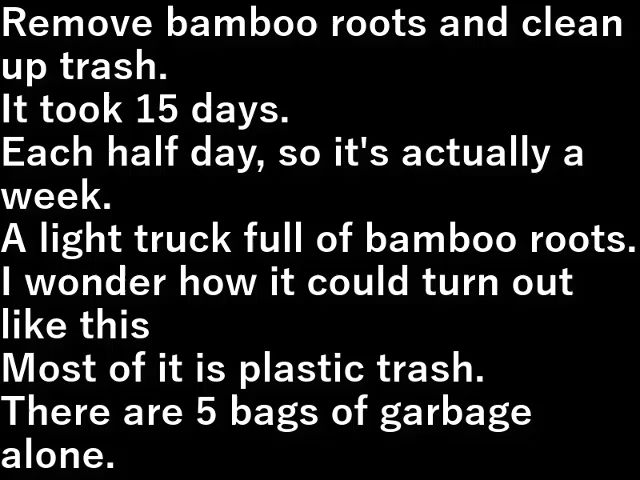 Remove bamboo roots and clean
up trash.
It took 15 days.
Each half day, so it's actually a
week.
A light truck full of bamboo roots.
I wonder how it could turn out
like this
Most of it is plastic trash.
There are 5 bags of garbage
alone.